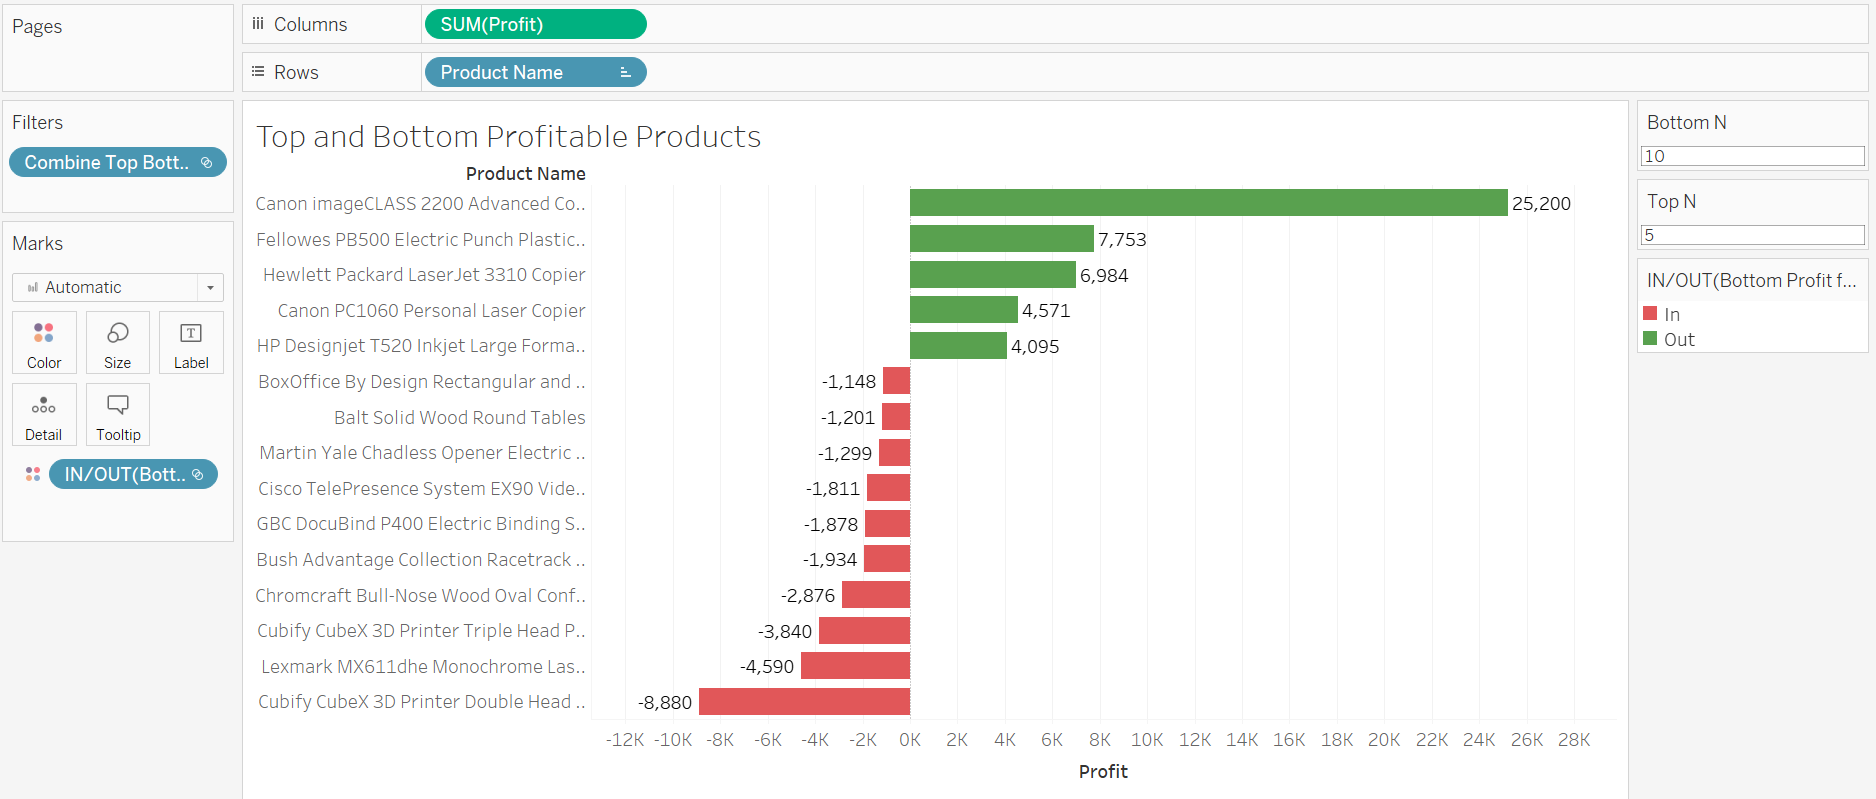 Pages
Columns
SUM(Profit)
Rows
Product Name
Filters
Combine Top Bott..
Marks
Automatic
Color
Size
Label
Detail
Tooltip
IN/OUT(Bott..
Top and Bottom Profitable Products
Product Name
Canon imageCLASS 2200 Advanced Co.. 25,200
Fellowes PB500 Electric Punch Plastic.. 7,753
Hewlett Packard LaserJet 3310 Copier 6,984
Canon PC1060 Personal Laser Copier 4,571
HP Designjet T520 Inkjet Large Forma.. 4,095
BoxOffice By Design Rectangular and .. -1,148
Balt Solid Wood Round Tables -1,201
Martin Yale Chadless Opener Electric .. -1,299
Cisco TelePresence System EX90 Vide.. -1,811
GBC DocuBind P400 Electric Binding S.. -1,878
Bush Advantage Collection Racetrack .. -1,934
Chromcraft Bull-Nose Wood Oval Conf.. -2,876
Cubify CubeX 3D Printer Triple Head P.. -3,840
Lexmark MX611dhe Monochrome Las.. -4,590
Cubify CubeX 3D Printer Double Head .. -8,880
-12K -10K -8K -6K -4K -2K 0K 2K 4K 6K 8K 10K 12K 14K 16K 18K 20K 22K 24K 26K 28K
Profit
Bottom N
10
Top N
5
IN/OUT(Bottom Profit f...
In
Out